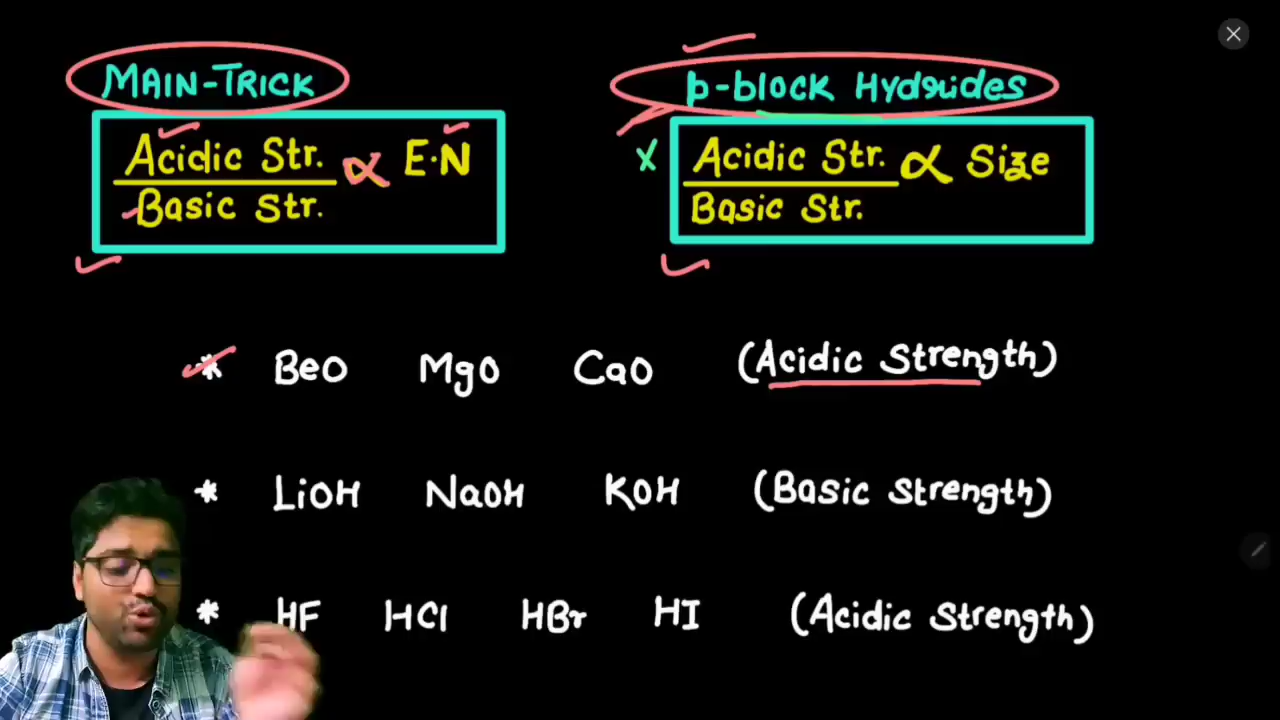 MAIN-TRICK
Acidic Str. ∝ E.N
Basic Str.
p-block Hydrides
X
Acidic Str. ∝ Size
Basic Str.
* BeO MgO CaO (Acidic Strength)
* LiOH NaOH KOH (Basic Strength)
* HF HCl HBr HI (Acidic Strength)